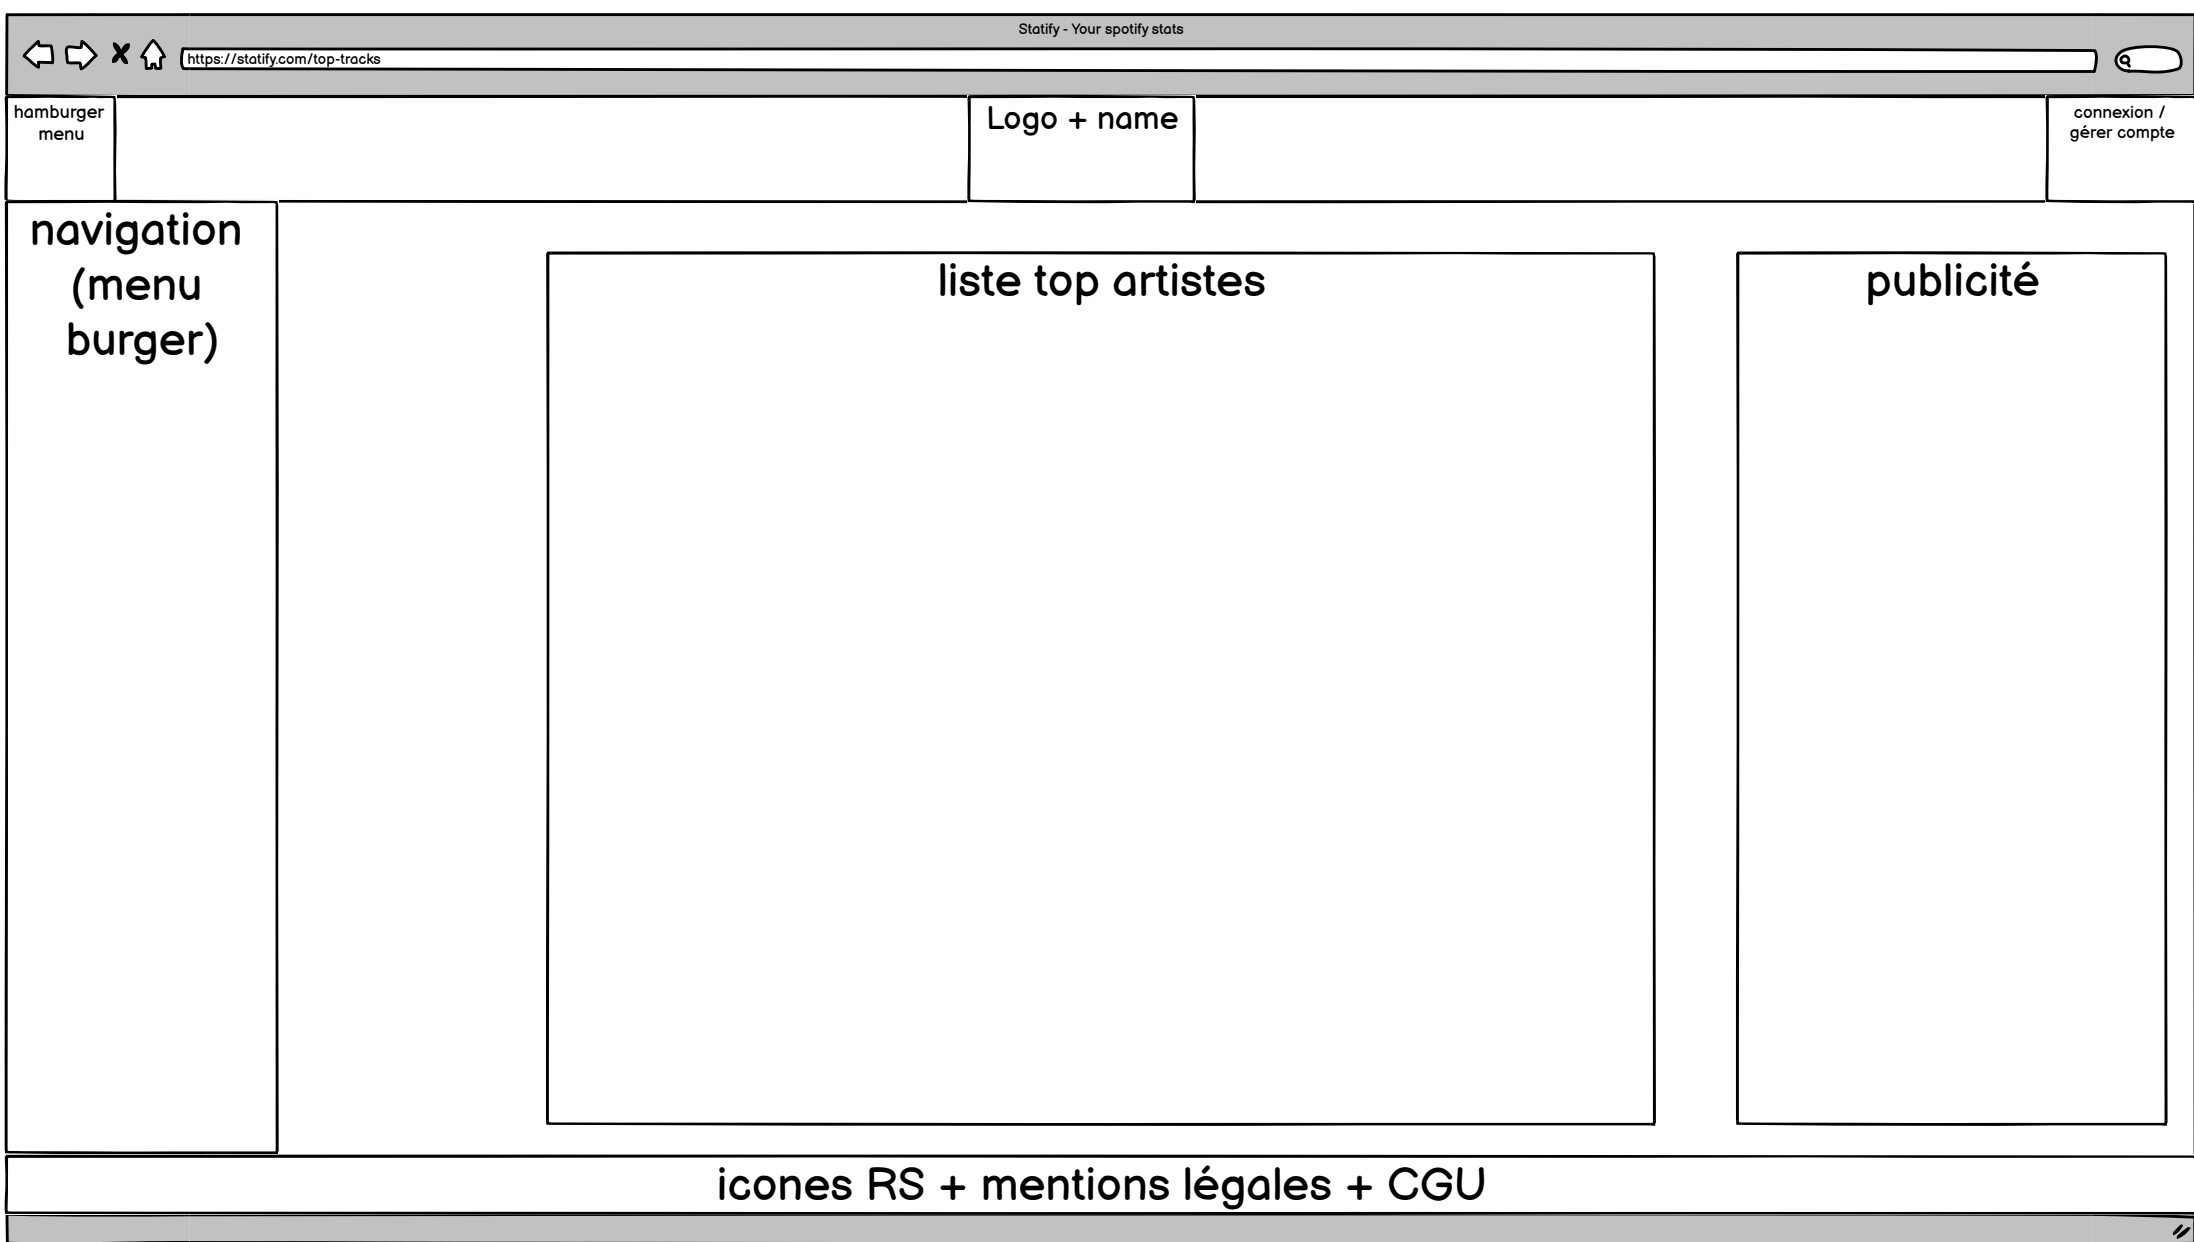 Statify - Your spotify stats
https://statify.com/top-tracks
hamburger
menu
Logo + name
connexion /
gérer compte
navigation
(menu
burger)
liste top artistes
publicité
icones RS + mentions légales + CGU